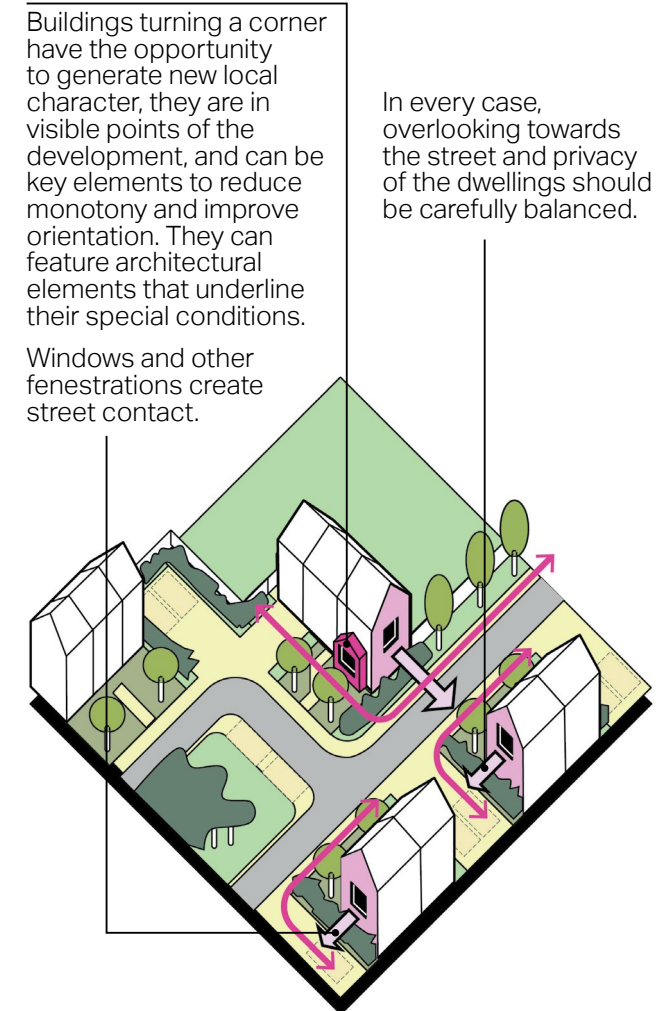 Buildings turning a corner
have the opportunity
to generate new local
character, they are in
visible points of the
development, and can be
key elements to reduce
monotony and improve
orientation. They can
feature architectural
elements that underline
their special conditions.
Windows and other
fenestrations create
street contact.
In every case,
overlooking towards
the street and privacy
of the dwellings should
be carefully balanced.